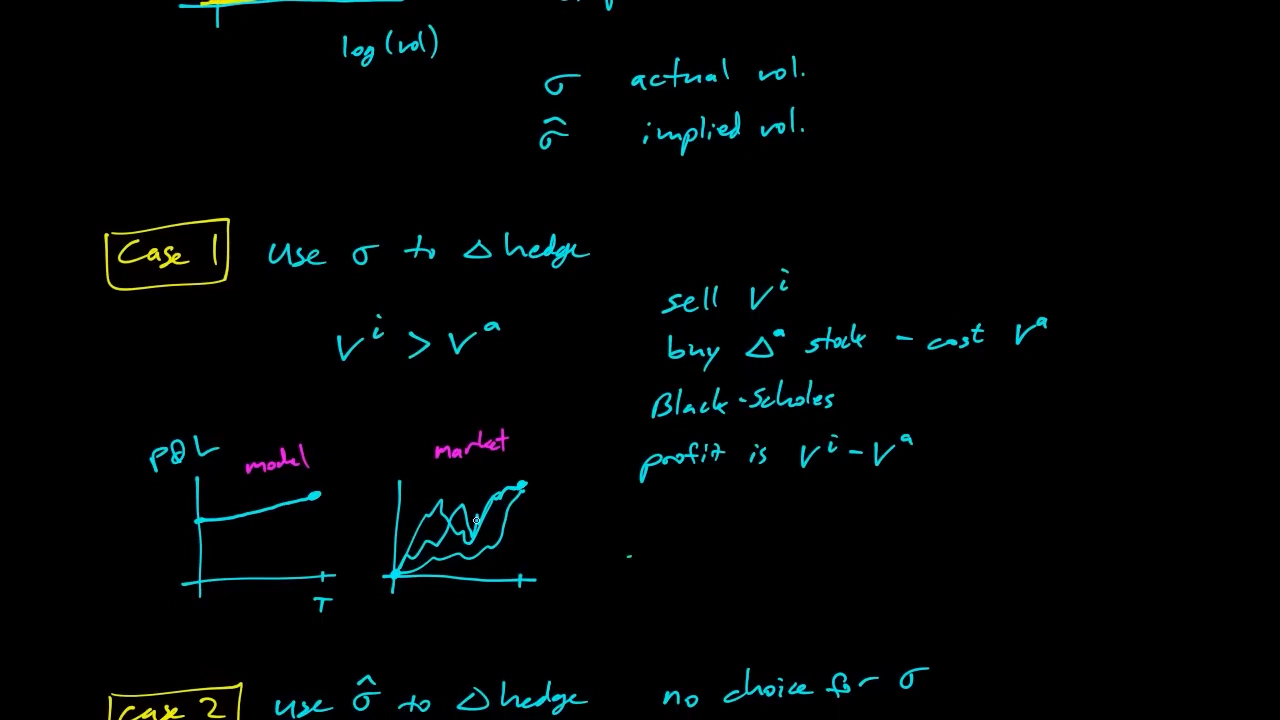 log(vol)
σ actual vol.
σ̂ implied vol.
Case 1 Use σ to Δ hedge
Vⁱ > Vᵃ
sell Vⁱ
buy Δᵃ stock - cost Vᵃ
Black-Scholes
profit is Vⁱ - Vᵃ
P&L model
market
T
Case 2 Use σ̂ to Δ hedge no choice for σ